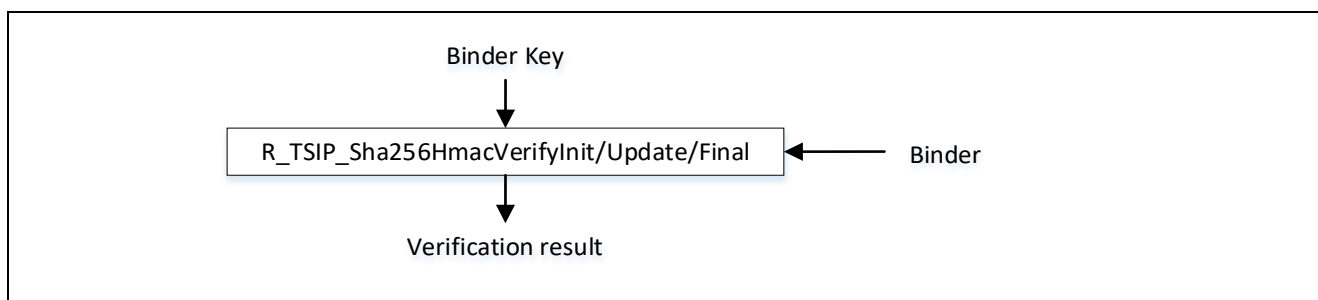 Binder Key
R_TSIP_Sha256HmacVerifyInit/Update/Final
Binder
Verification result